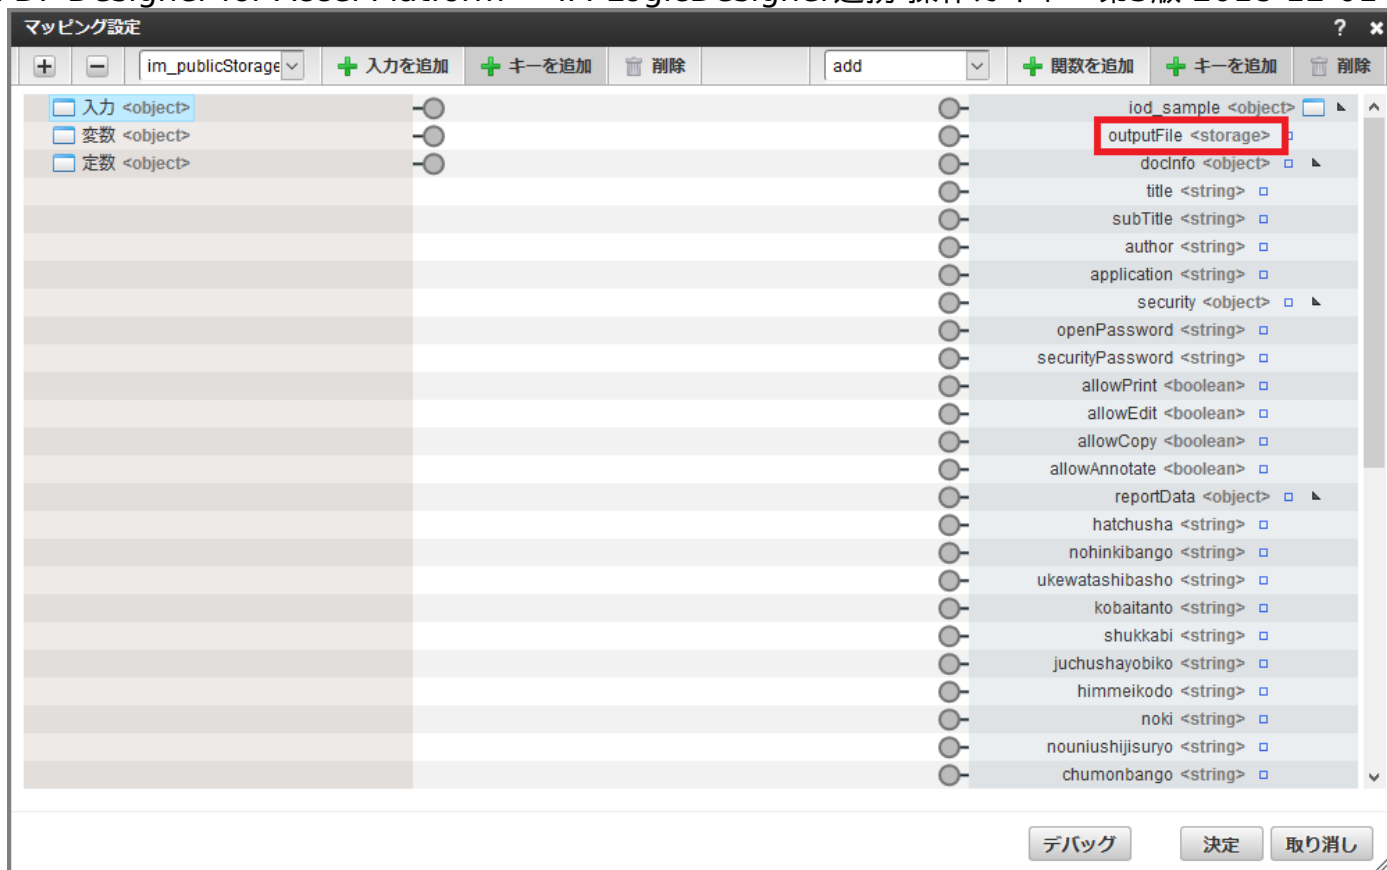 マッピング設定 ?
im_publicStorage 入力を追加 キーを追加 削除 add 関数を追加 キーを追加 削除
入力 <object> iod_sample <object>
変数 <object> outputFile <storage>
定数 <object> docInfo <object>
title <string>
subTitle <string>
author <string>
application <string>
security <object>
openPassword <string>
securityPassword <string>
allowPrint <boolean>
allowEdit <boolean>
allowCopy <boolean>
allowAnnotate <boolean>
reportData <object>
hatchusha <string>
nohinkibango <string>
ukewatashibasho <string>
kobaitanto <string>
shukkabi <string>
juchushayobiko <string>
himmeikodo <string>
noki <string>
nouniushijisuryo <string>
chumonbango <string>
デバッグ 決定 取り消し